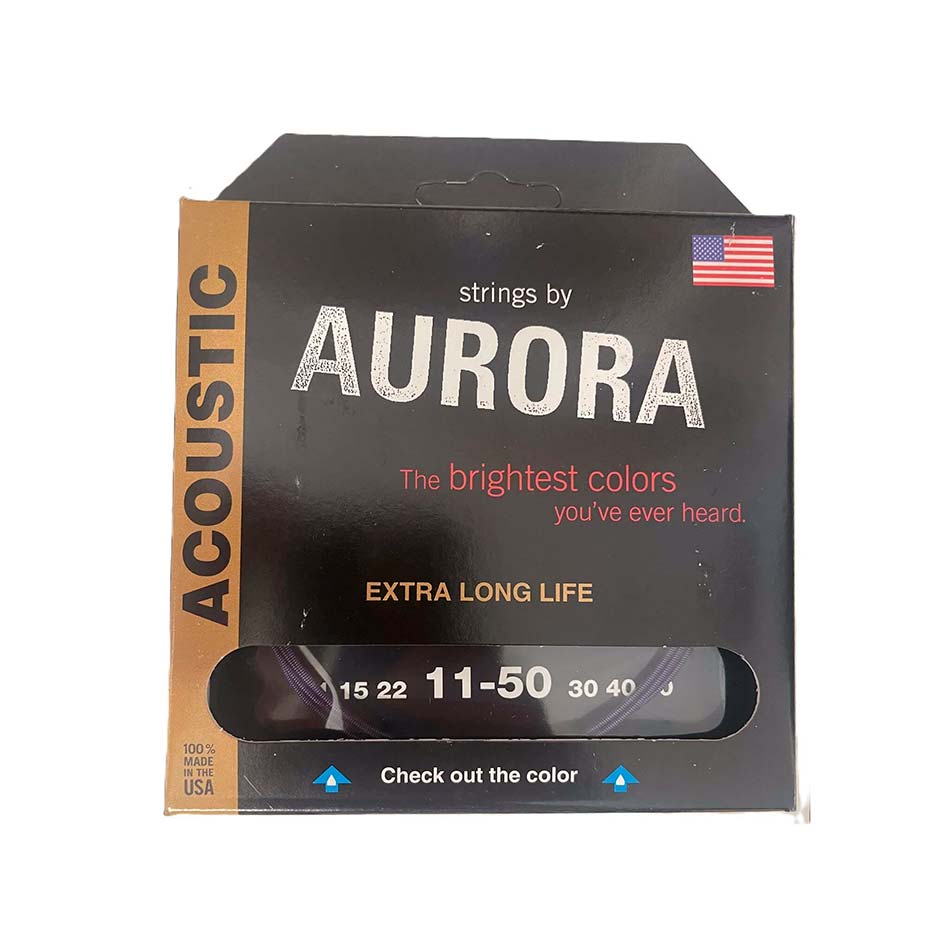 ACOUSTIC
strings by
AURORA
The brightest colors
you've ever heard.
EXTRA LONG LIFE
15 22 11-50 30 40
100%
MADE
IN THE
USA
Check out the color